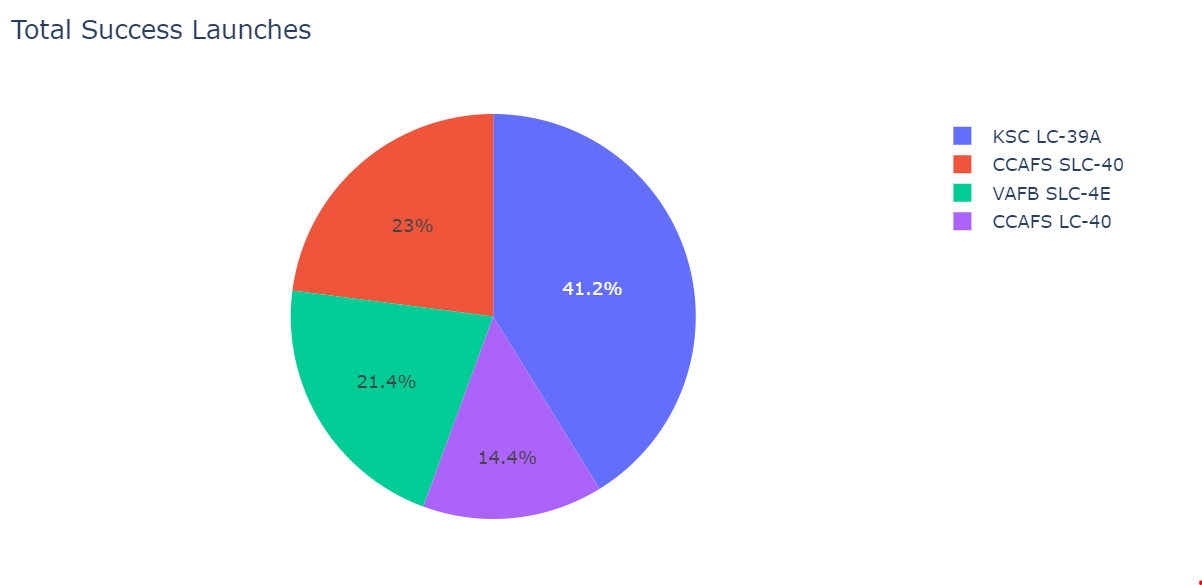 Total Success Launches
KSC LC-39A
CCAFS SLC-40
VAFB SLC-4E
CCAFS LC-40
23%
41.2%
21.4%
14.4%